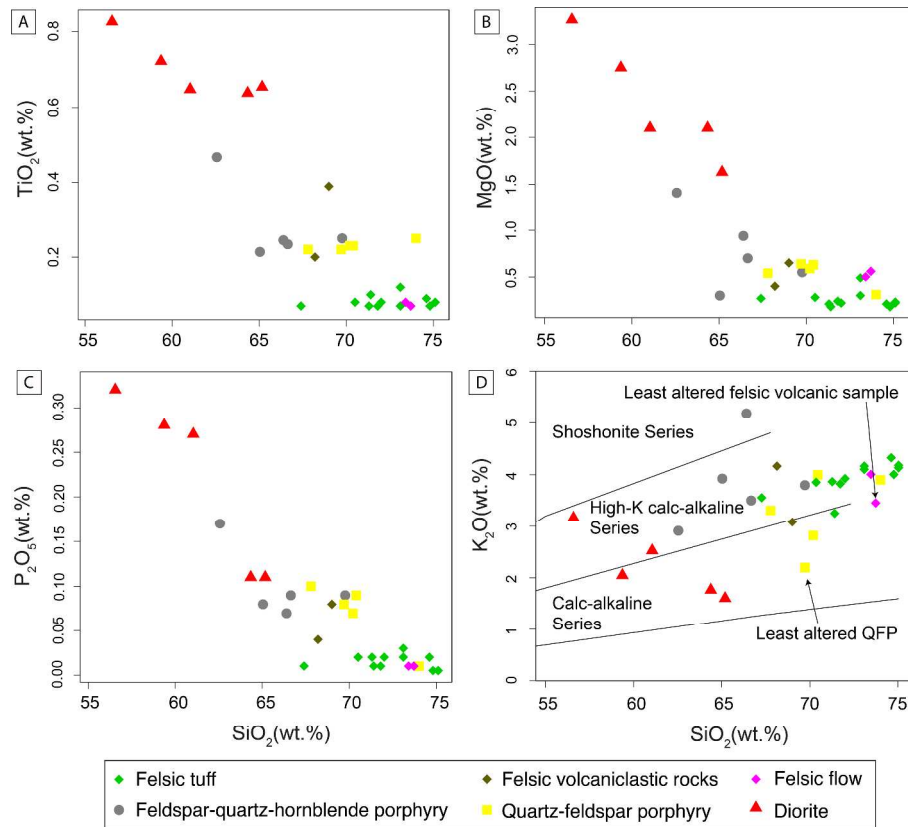 A
TiO2(wt.%)
0.8
0.6
0.4
0.2
55 60 65 70 75
B
MgO(wt.%)
3.0
2.5
2.0
1.5
1.0
0.5
55 60 65 70 75
C
P2O5(wt.%)
0.30
0.25
0.20
0.15
0.10
0.05
0.00
55 60 65 70 75
SiO2(wt.%)
D
K2O(wt.%)
6
5
4
3
2
1
0
Least altered felsic volcanic sample
Shoshonite Series
High-K calc-alkaline
Series
Calc-alkaline
Series
Least altered QFP
55 60 65 70 75
SiO2(wt.%)
Felsic tuff
Felsic volcaniclastic rocks
Felsic flow
Feldspar-quartz-hornblende porphyry
Quartz-feldspar porphyry
Diorite